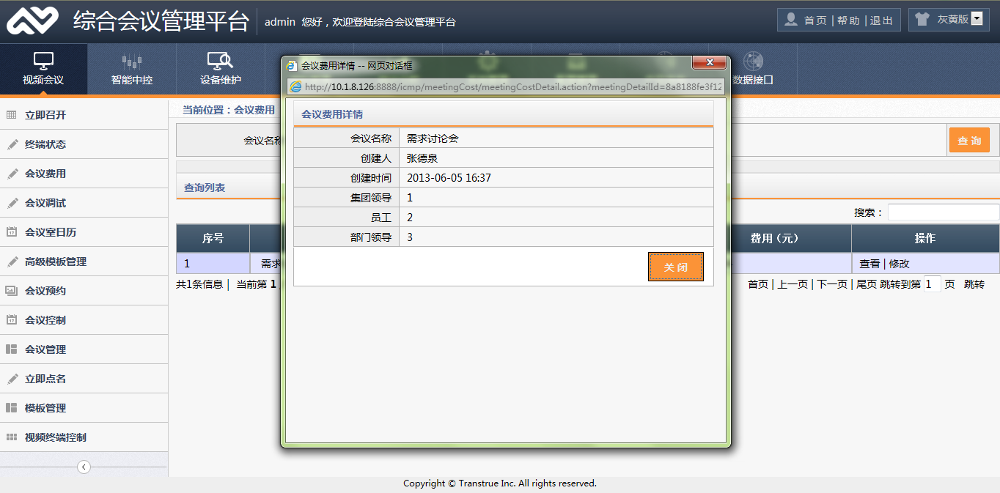 综合会议管理平台
admin 您好，欢迎登陆综合会议管理平台
首页 | 帮助 | 退出
灰黄版
视频会议
智能中控
设备维护
数据接口
立即召开
终端状态
会议费用
会议调试
会议室日历
高级模板管理
会议预约
会议控制
会议管理
立即点名
模板管理
视频终端控制
当前位置：会议费用
会议名称
查 询
查询列表
搜索：
序号
费用（元）
操作
1
需求
查看 | 修改
共1条信息 | 当前第 1
首页 | 上一页 | 下一页 | 尾页 跳转到第 1 页 跳转
会议费用详情 -- 网页对话框
http://10.1.8.126:8888/icmp/meetingCost/meetingCostDetail.action?meetingDetailId=8a8188fe3f12
会议费用详情
会议名称 需求讨论会
创建人 张德泉
创建时间 2013-06-05 16:37
集团领导 1
员工 2
部门领导 3
关 闭
Copyright © Transtrue Inc. All rights reserved.